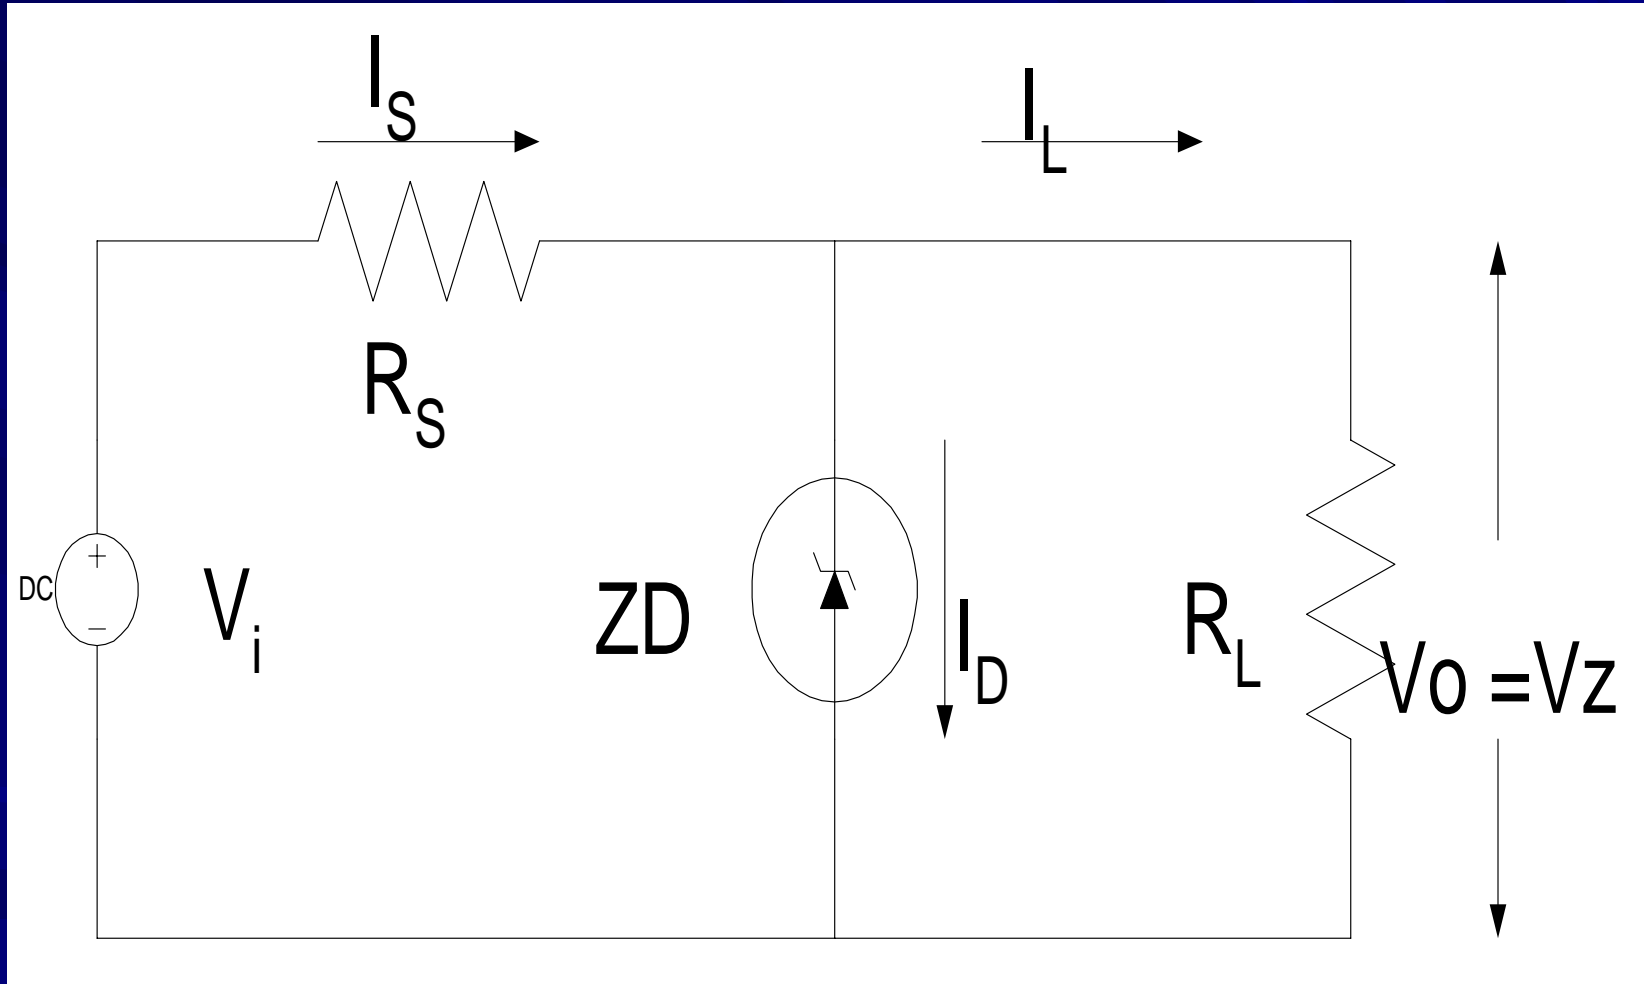 I_S
I_L
R_S
DC
V_i
ZD
I_D
R_L
Vo =Vz